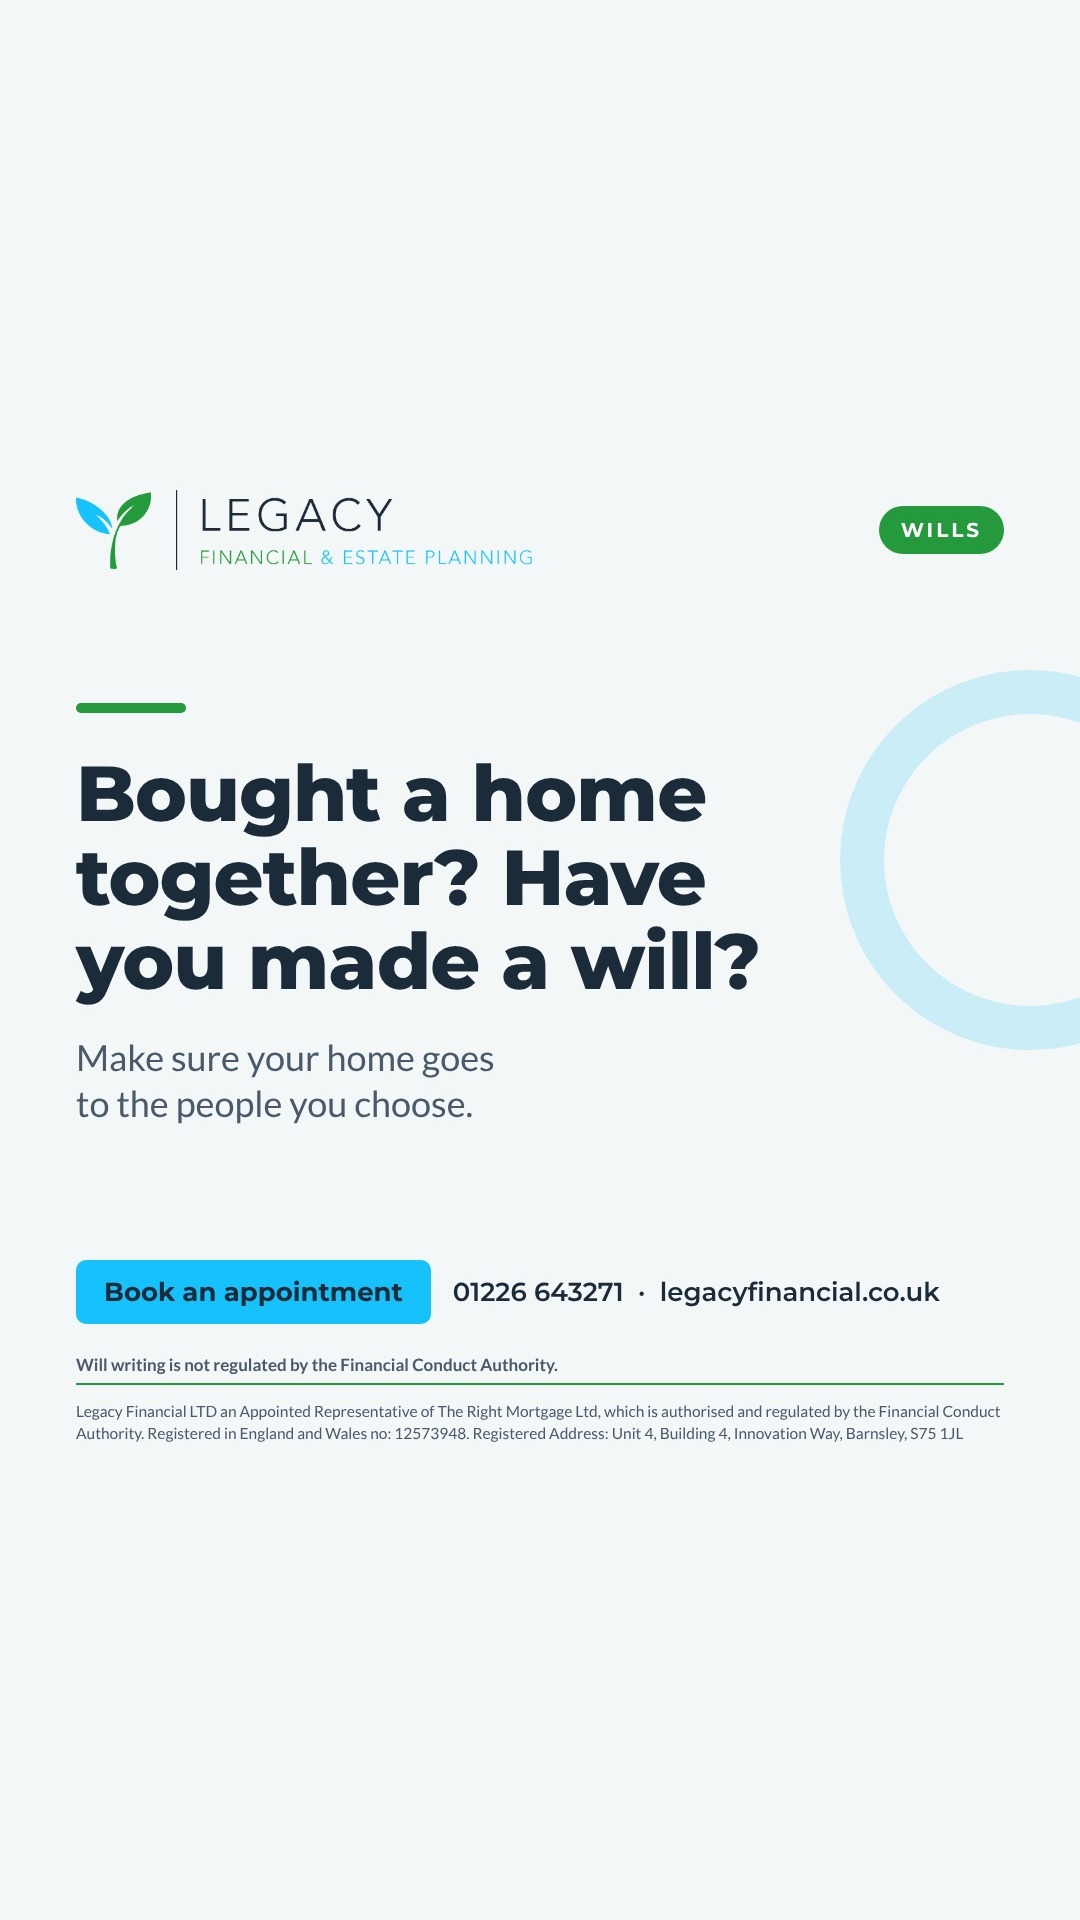 LEGACY
FINANCIAL & ESTATE PLANNING
WILLS
Bought a home
together? Have
you made a will?
Make sure your home goes
to the people you choose.
Book an appointment
01226 643271 · legacyfinancial.co.uk
Will writing is not regulated by the Financial Conduct Authority.
Legacy Financial LTD an Appointed Representative of The Right Mortgage Ltd, which is authorised and regulated by the Financial Conduct
Authority. Registered in England and Wales no: 12573948. Registered Address: Unit 4, Building 4, Innovation Way, Barnsley, S75 1JL